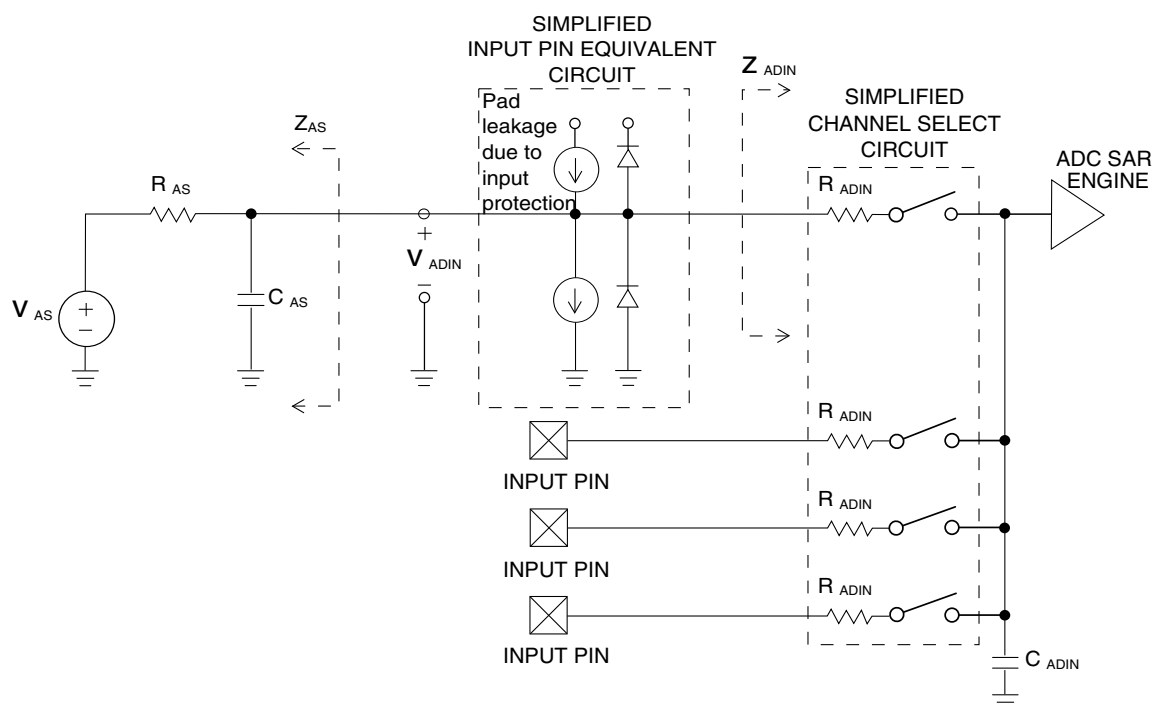 SIMPLIFIED
INPUT PIN EQUIVALENT
CIRCUIT
Z ADIN
SIMPLIFIED
CHANNEL SELECT
CIRCUIT
Pad
leakage
due to
input
protection
ZAS
R AS
R ADIN
ADC SAR
ENGINE
+
V ADIN
–
C AS
V AS
+
–
R ADIN
INPUT PIN
R ADIN
INPUT PIN
R ADIN
INPUT PIN
C ADIN